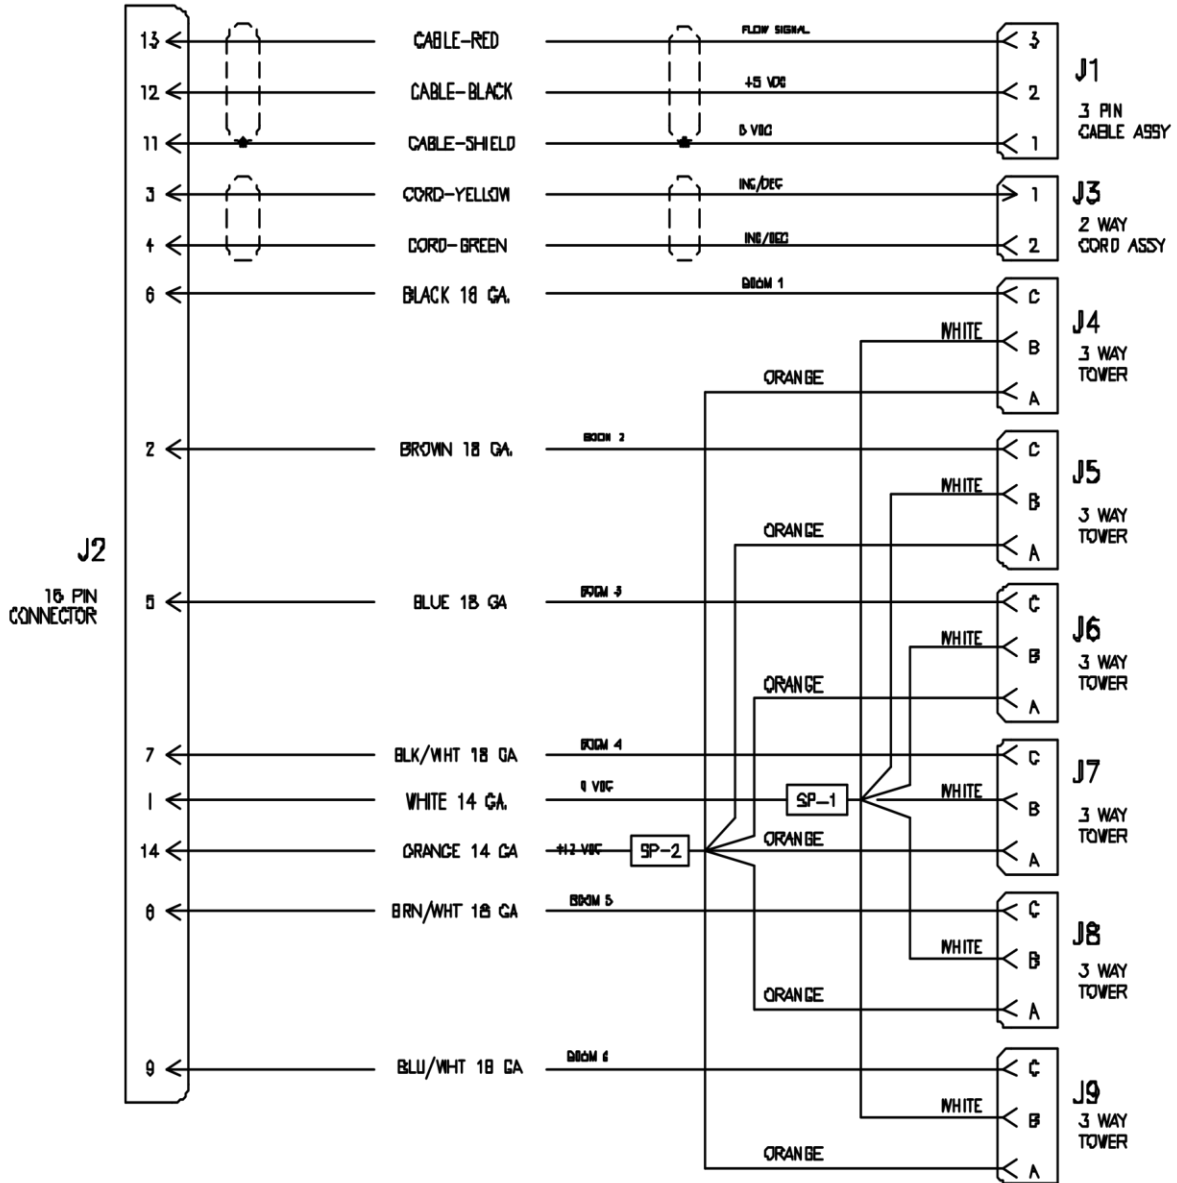 13 CABLE-RED FLOW SIGNAL 3
J1
12 CABLE-BLACK +5 VDC 2
3 PIN
CABLE ASSY
11 CABLE-SHIELD 0 VDC 1
3 CORD-YELLOW INC/DEC 1
J3
2 WAY
CORD ASSY
4 CORD-GREEN INC/DEC 2
6 BLACK 18 GA. BOOM 1 C
J4
WHITE B
3 WAY
TOWER
ORANGE A
2 BROWN 18 GA. BOOM 2 C
J5
WHITE B
3 WAY
TOWER
ORANGE A
J2
16 PIN
CONNECTOR
5 BLUE 18 GA BOOM 3 C
J6
WHITE B
3 WAY
TOWER
ORANGE A
7 BLK/WHT 18 GA BOOM 4 C
J7
1 WHITE 14 GA. 0 VDC SP-1 WHITE B
3 WAY
TOWER
14 ORANGE 14 GA +12 VDC SP-2 ORANGE A
8 BRN/WHT 18 GA BOOM 5 C
J8
WHITE B
3 WAY
TOWER
ORANGE A
9 BLU/WHT 18 GA BOOM 6 C
J9
WHITE B
3 WAY
TOWER
ORANGE A